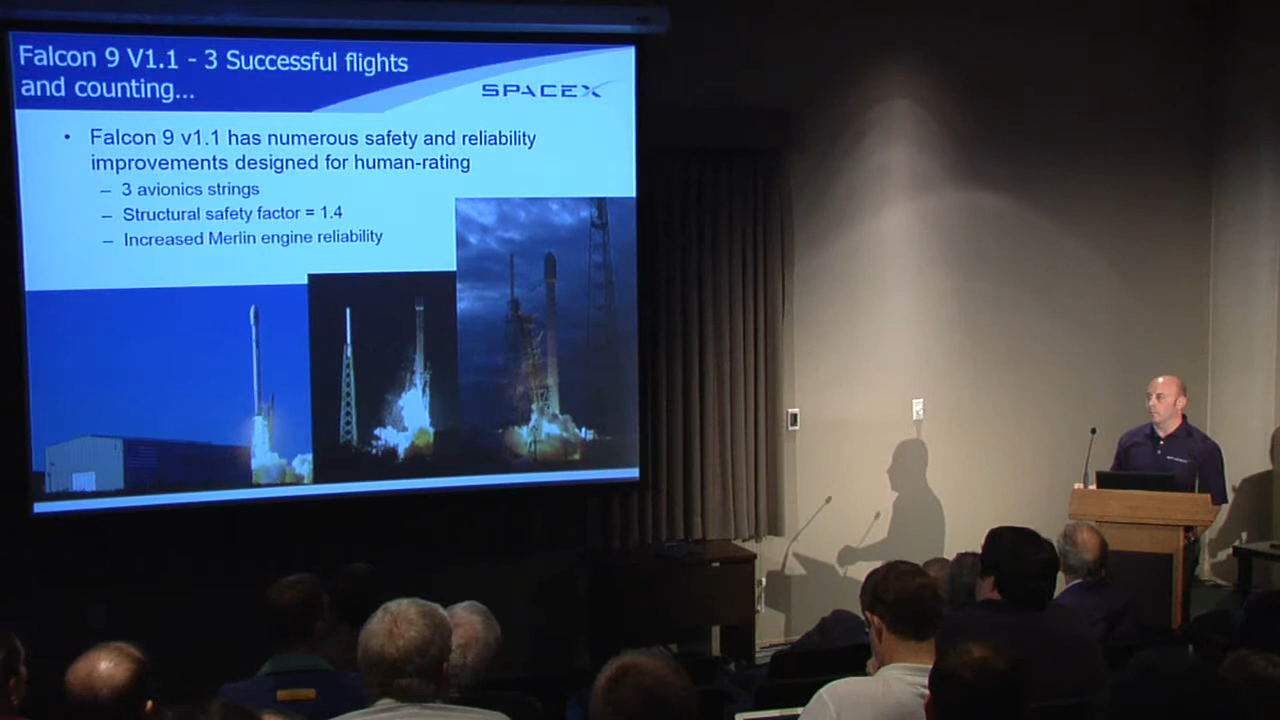 Falcon 9 V1.1 - 3 Successful flights
and counting...
SPACEX
• Falcon 9 v1.1 has numerous safety and reliability
improvements designed for human-rating
– 3 avionics strings
– Structural safety factor = 1.4
– Increased Merlin engine reliability